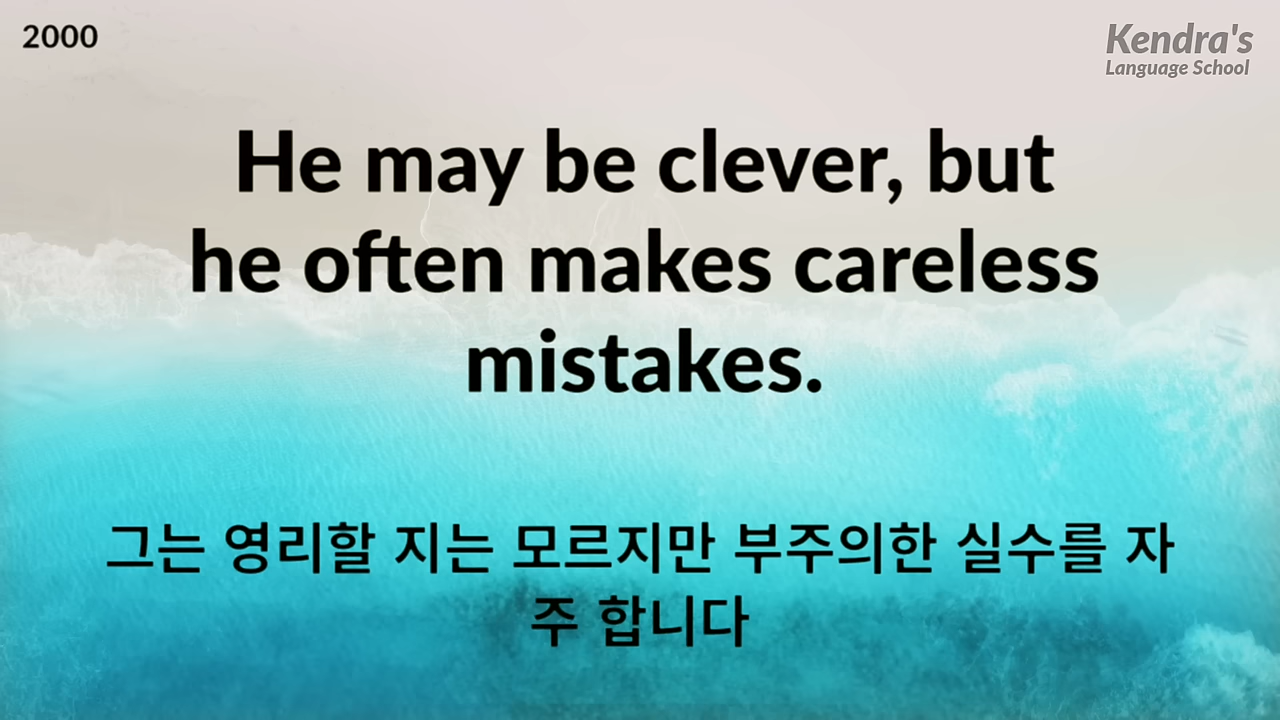 2000
Kendra's
Language School
He may be clever, but
he often makes careless
mistakes.
그는 영리할 지는 모르지만 부주의한 실수를 자
주 합니다